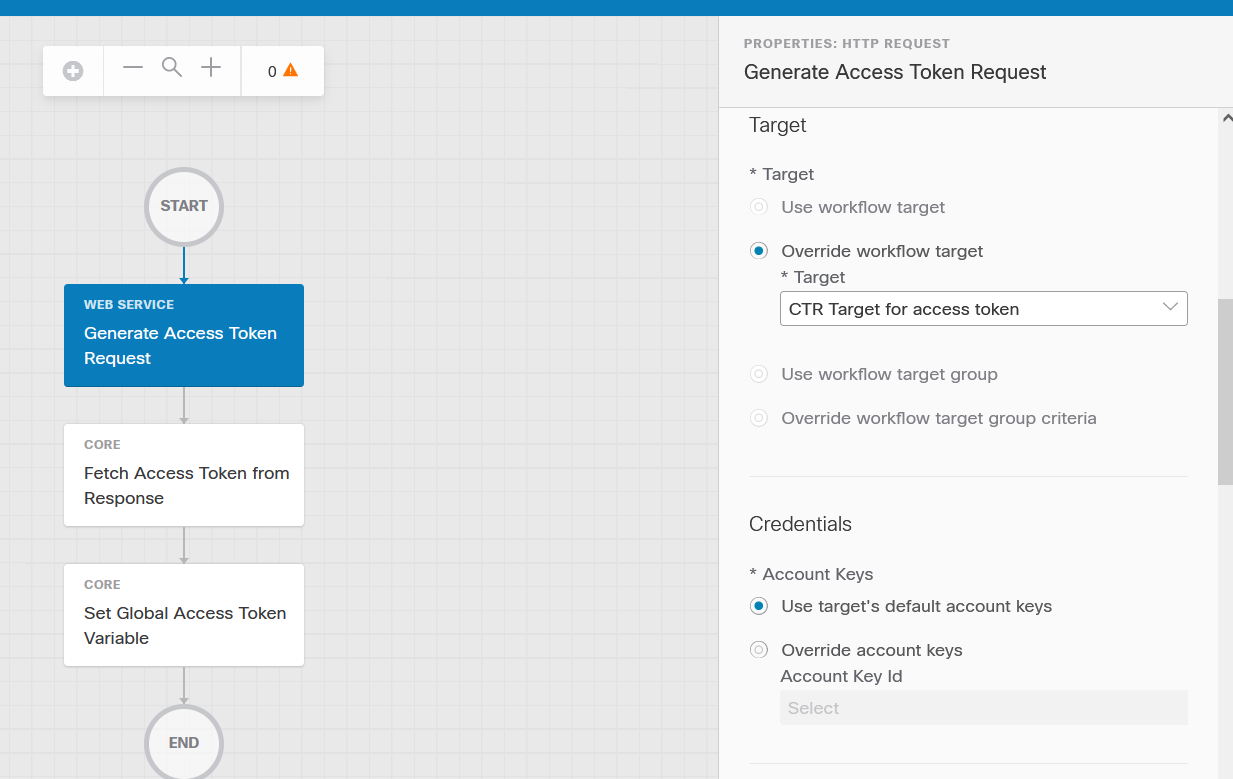 0
START
WEB SERVICE
Generate Access Token
Request
CORE
Fetch Access Token from
Response
CORE
Set Global Access Token
Variable
END
PROPERTIES: HTTP REQUEST
Generate Access Token Request
Target
* Target
Use workflow target
Override workflow target
* Target
CTR Target for access token
Use workflow target group
Override workflow target group criteria
Credentials
* Account Keys
Use target's default account keys
Override account keys
Account Key Id
Select